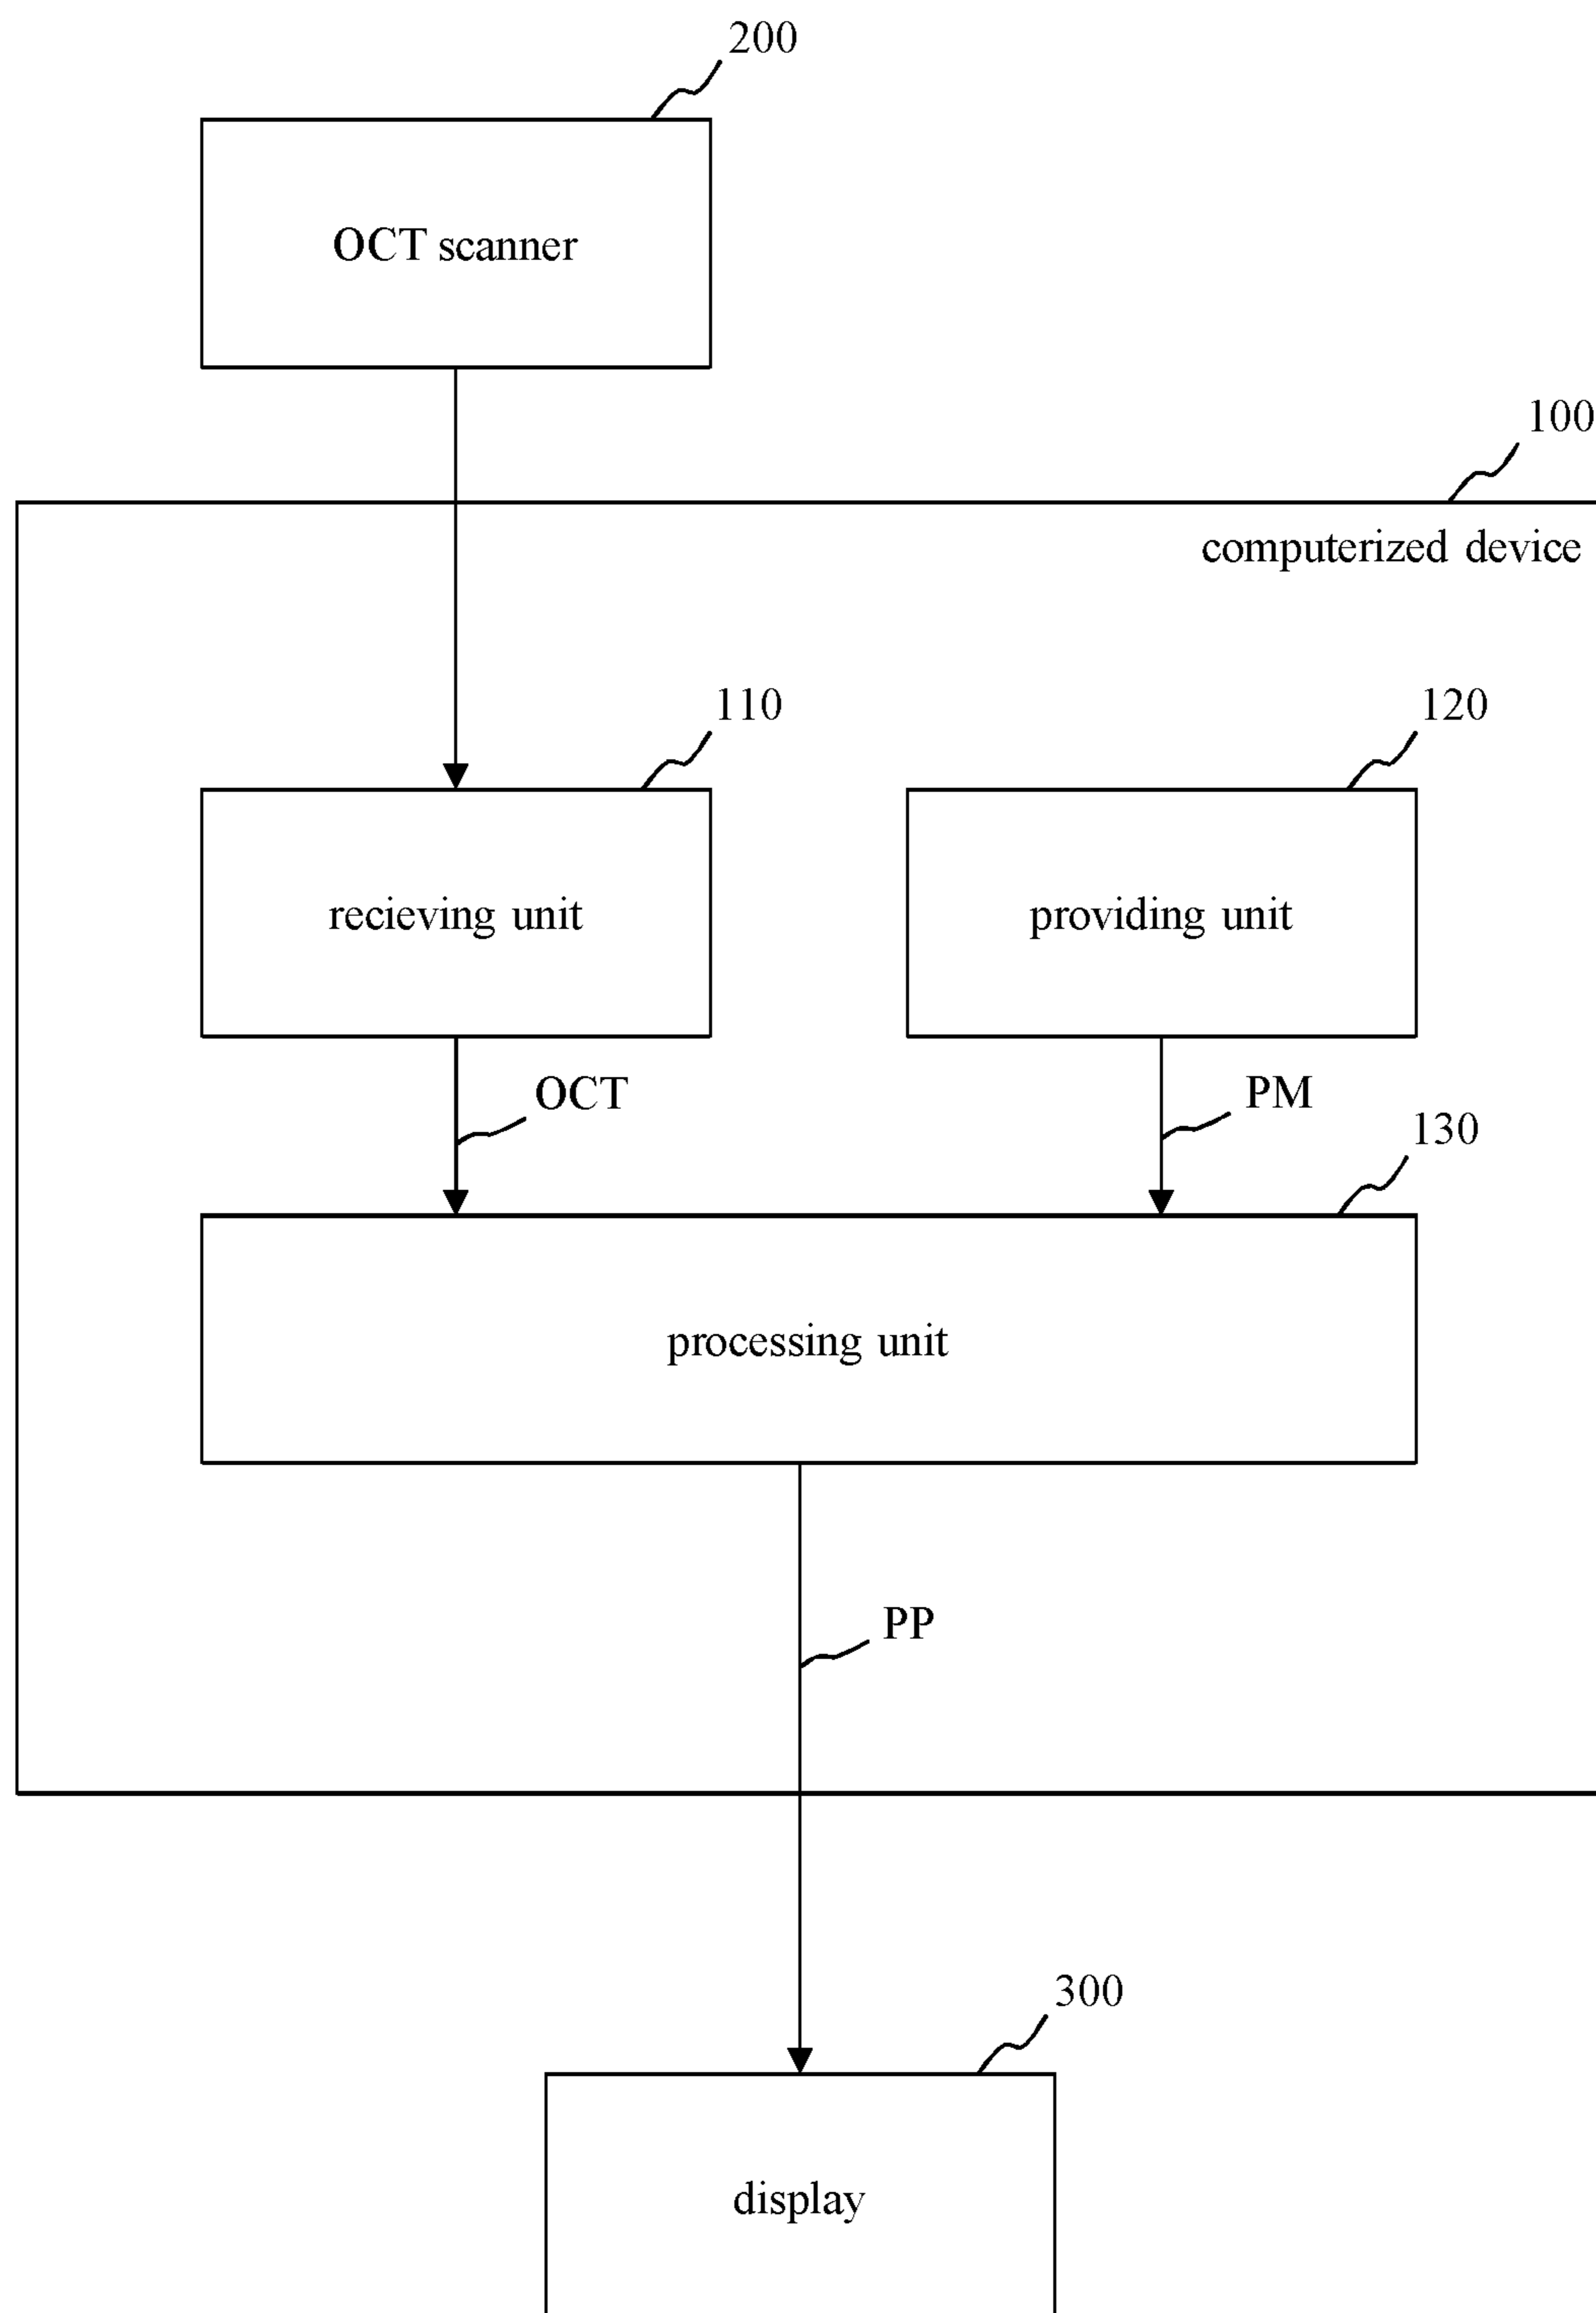 200
OCT scanner
100
computerized device
110
120
recieving unit
providing unit
OCT
PM
130
processing unit
PP
300
display